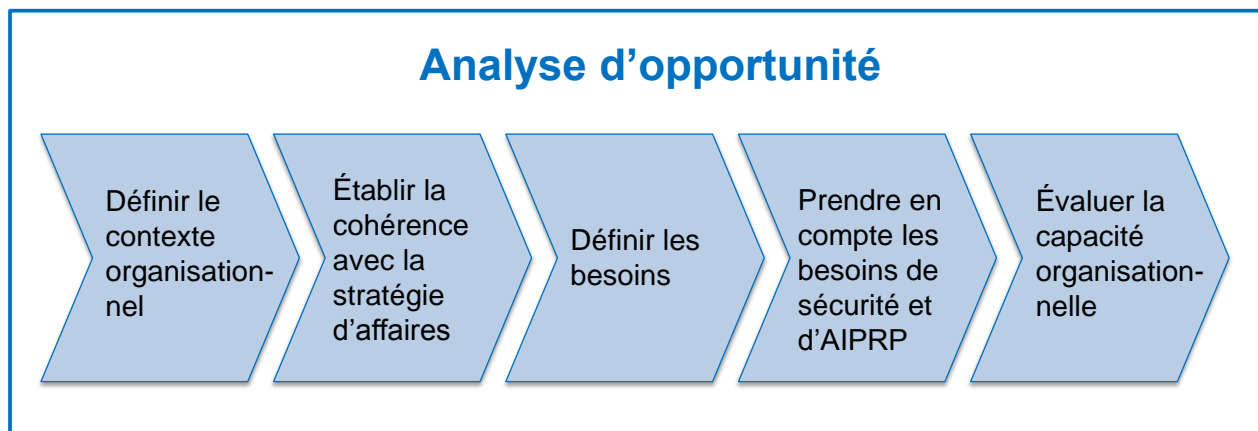 Analyse d’opportunité
Définir le
contexte
organisation-
nel
Établir la
cohérence
avec la
stratégie
d’affaires
Définir les
besoins
Prendre en
compte les
besoins de
sécurité et
d’AIPRP
Évaluer la
capacité
organisation-
nelle